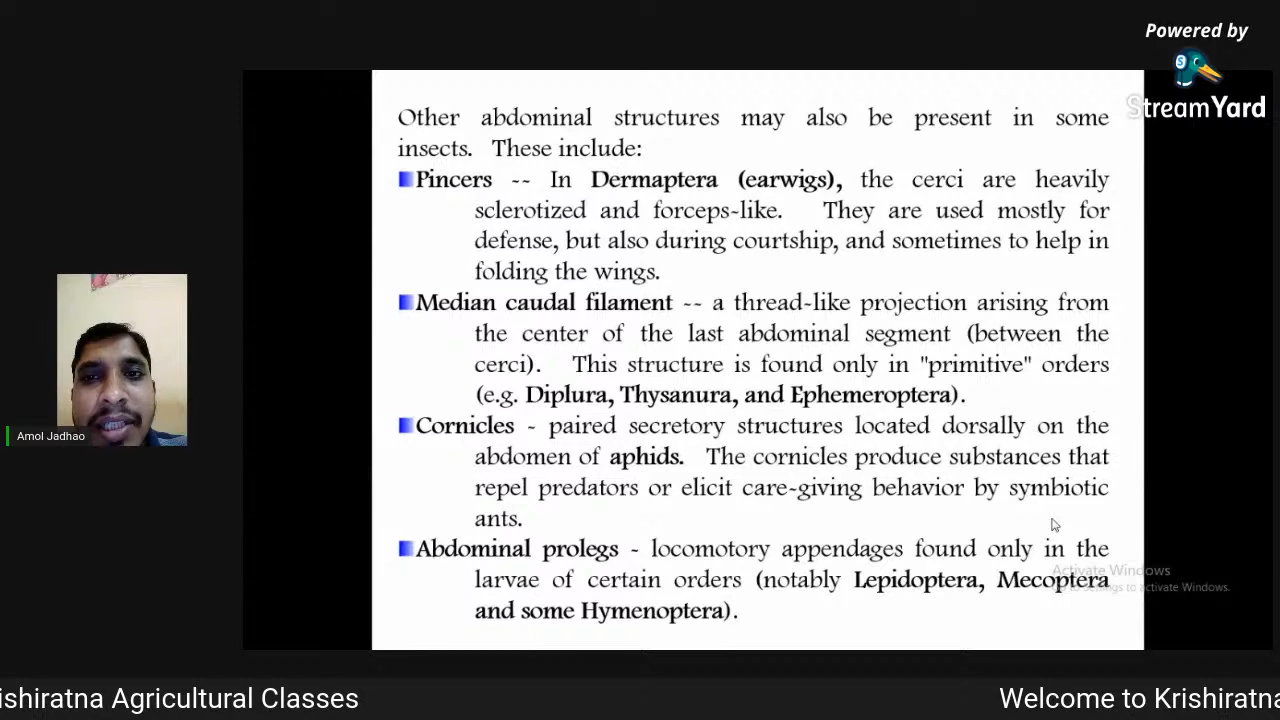 Powered by
StreamYard
Other abdominal structures may also be present in some
insects. These include:
Pincers -- In Dermaptera (earwigs), the cerci are heavily
sclerotized and forceps-like. They are used mostly for
defense, but also during courtship, and sometimes to help in
folding the wings.
Median caudal filament -- a thread-like projection arising from
the center of the last abdominal segment (between the
cerci). This structure is found only in "primitive" orders
(e.g. Diplura, Thysanura, and Ephemeroptera).
Cornicles - paired secretory structures located dorsally on the
abdomen of aphids. The cornicles produce substances that
repel predators or elicit care-giving behavior by symbiotic
ants.
Abdominal prolegs - locomotory appendages found only in the
larvae of certain orders (notably Lepidoptera, Mecoptera
and some Hymenoptera).
Amol Jadhao
Activate Windows
Go to Settings to activate Windows.
ishiratna Agricultural Classes
Welcome to Krishiratna